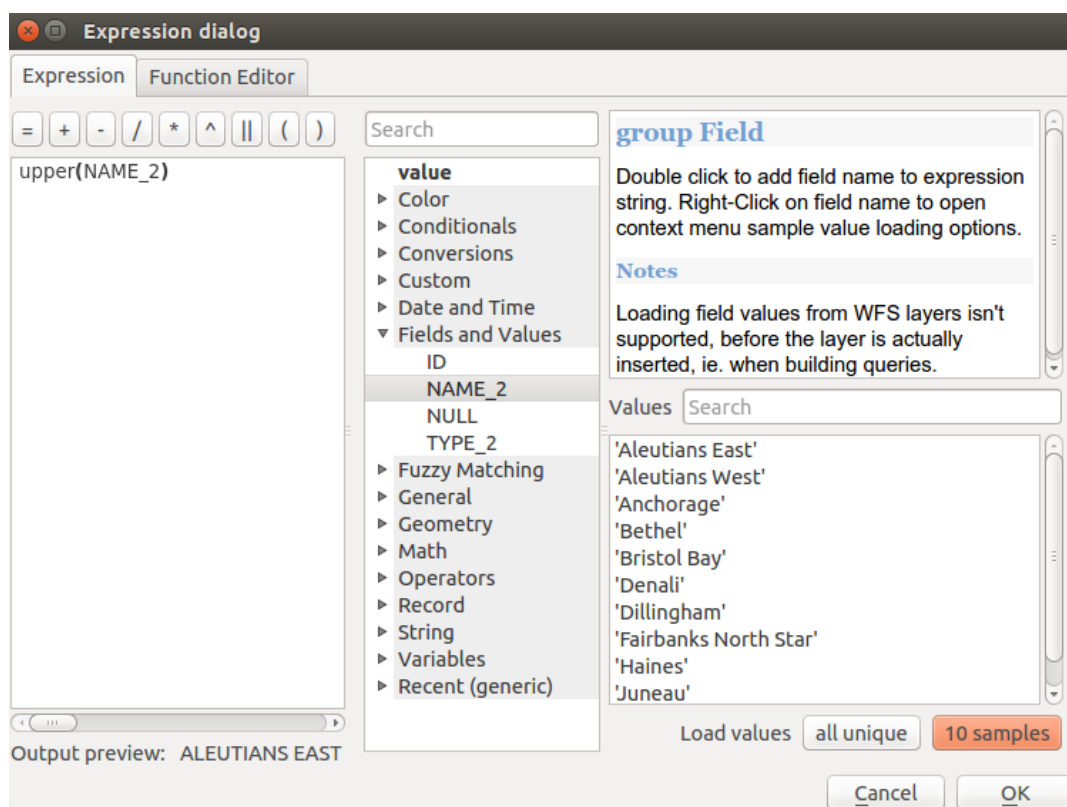 Expression dialog
Expression
Function Editor
= + - / * ^ || ( )
upper(NAME_2)
Output preview: ALEUTIANS EAST
Search
value
Color
Conditionals
Conversions
Custom
Date and Time
Fields and Values
ID
NAME_2
NULL
TYPE_2
Fuzzy Matching
General
Geometry
Math
Operators
Record
String
Variables
Recent (generic)
group Field
Double click to add field name to expression
string. Right-Click on field name to open
context menu sample value loading options.
Notes
Loading field values from WFS layers isn't
supported, before the layer is actually
inserted, ie. when building queries.
Values Search
'Aleutians East'
'Aleutians West'
'Anchorage'
'Bethel'
'Bristol Bay'
'Denali'
'Dillingham'
'Fairbanks North Star'
'Haines'
'Juneau'
Load values all unique 10 samples
Cancel OK